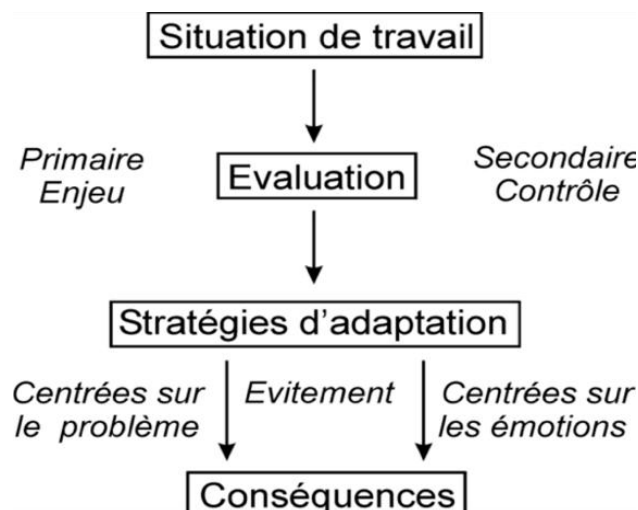 Situation de travail
Primaire
Enjeu
Evaluation
Secondaire
Contrôle
Stratégies d'adaptation
Centrées sur
le problème
Evitement
Centrées sur
les émotions
Conséquences